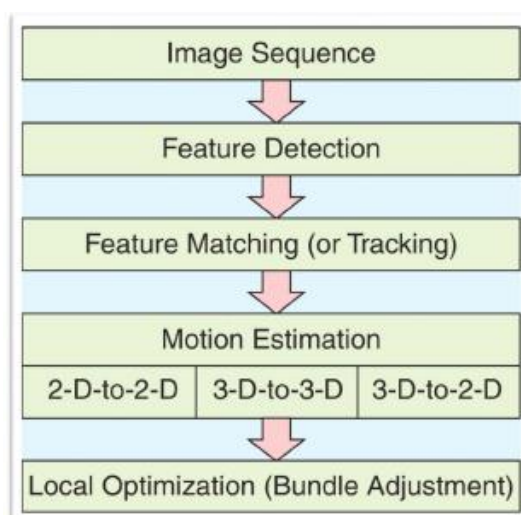 Image Sequence
Feature Detection
Feature Matching (or Tracking)
Motion Estimation
2-D-to-2-D 3-D-to-3-D 3-D-to-2-D
Local Optimization (Bundle Adjustment)